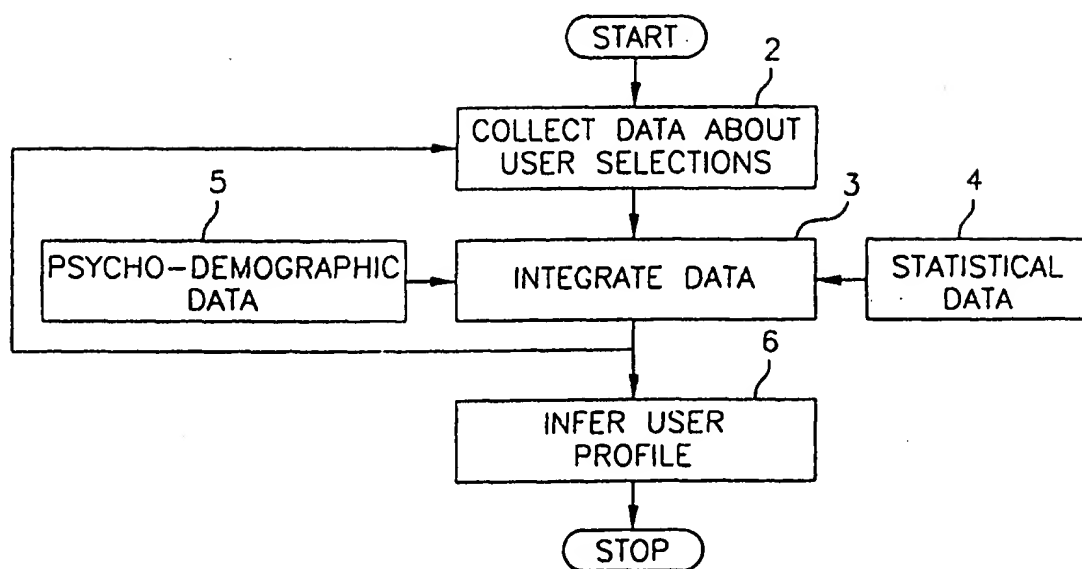 START
2
COLLECT DATA ABOUT
USER SELECTIONS
5
3
4
PSYCHO-DEMOGRAPHIC
DATA
INTEGRATE DATA
STATISTICAL
DATA
6
INFER USER
PROFILE
STOP